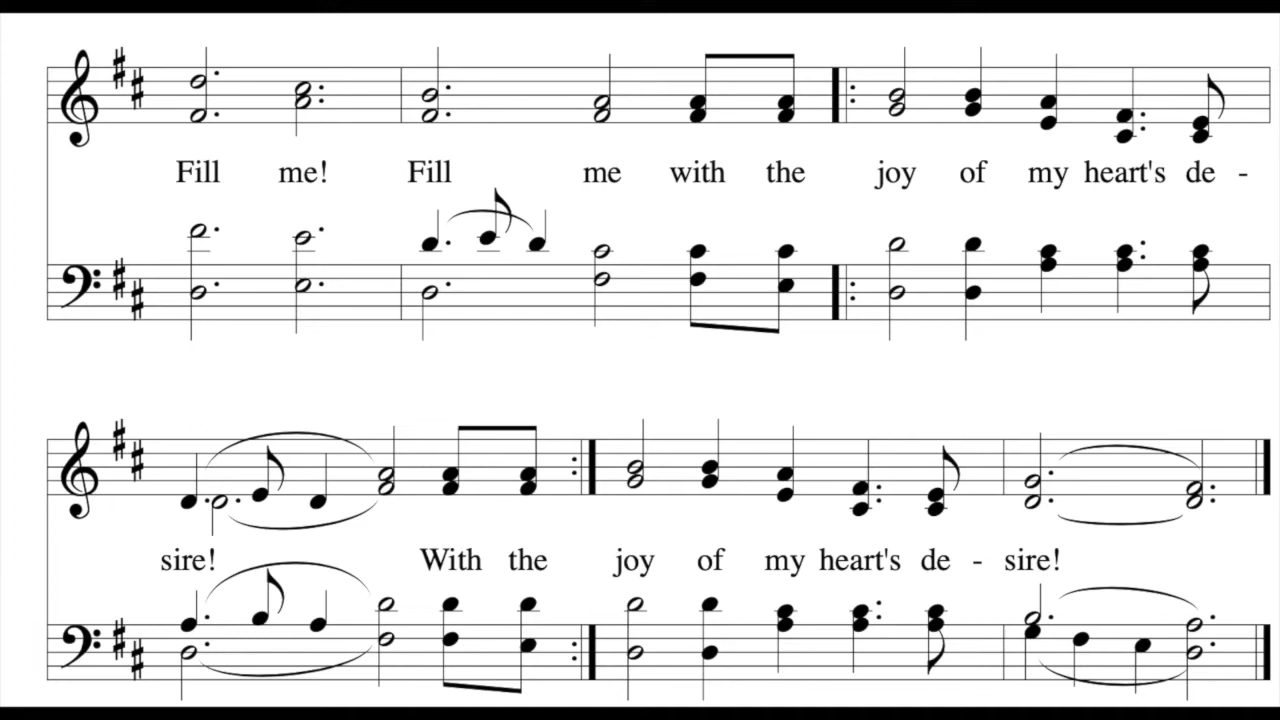 Fill me! Fill me with the joy of my heart's de -
sire! With the joy of my heart's de - sire!